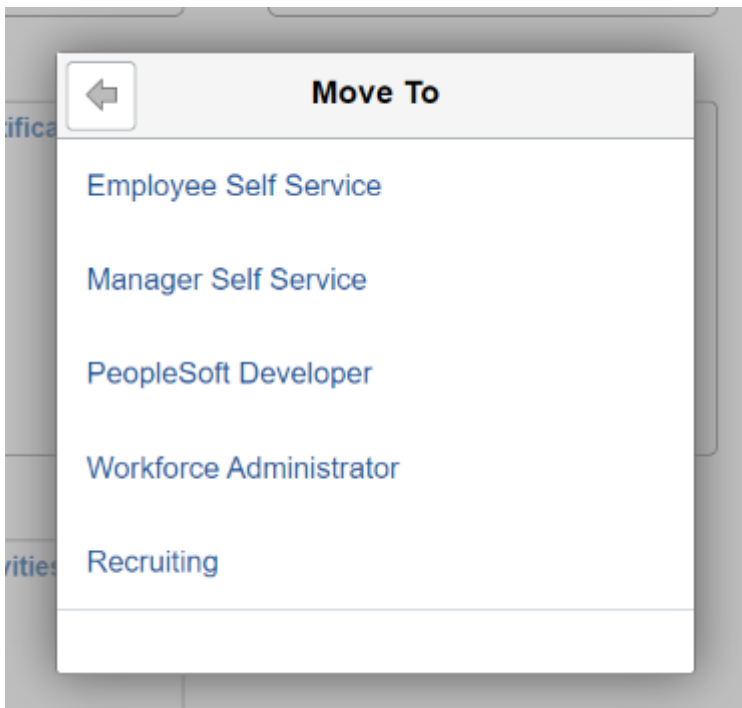 Move To
Employee Self Service
Manager Self Service
PeopleSoft Developer
Workforce Administrator
Recruiting